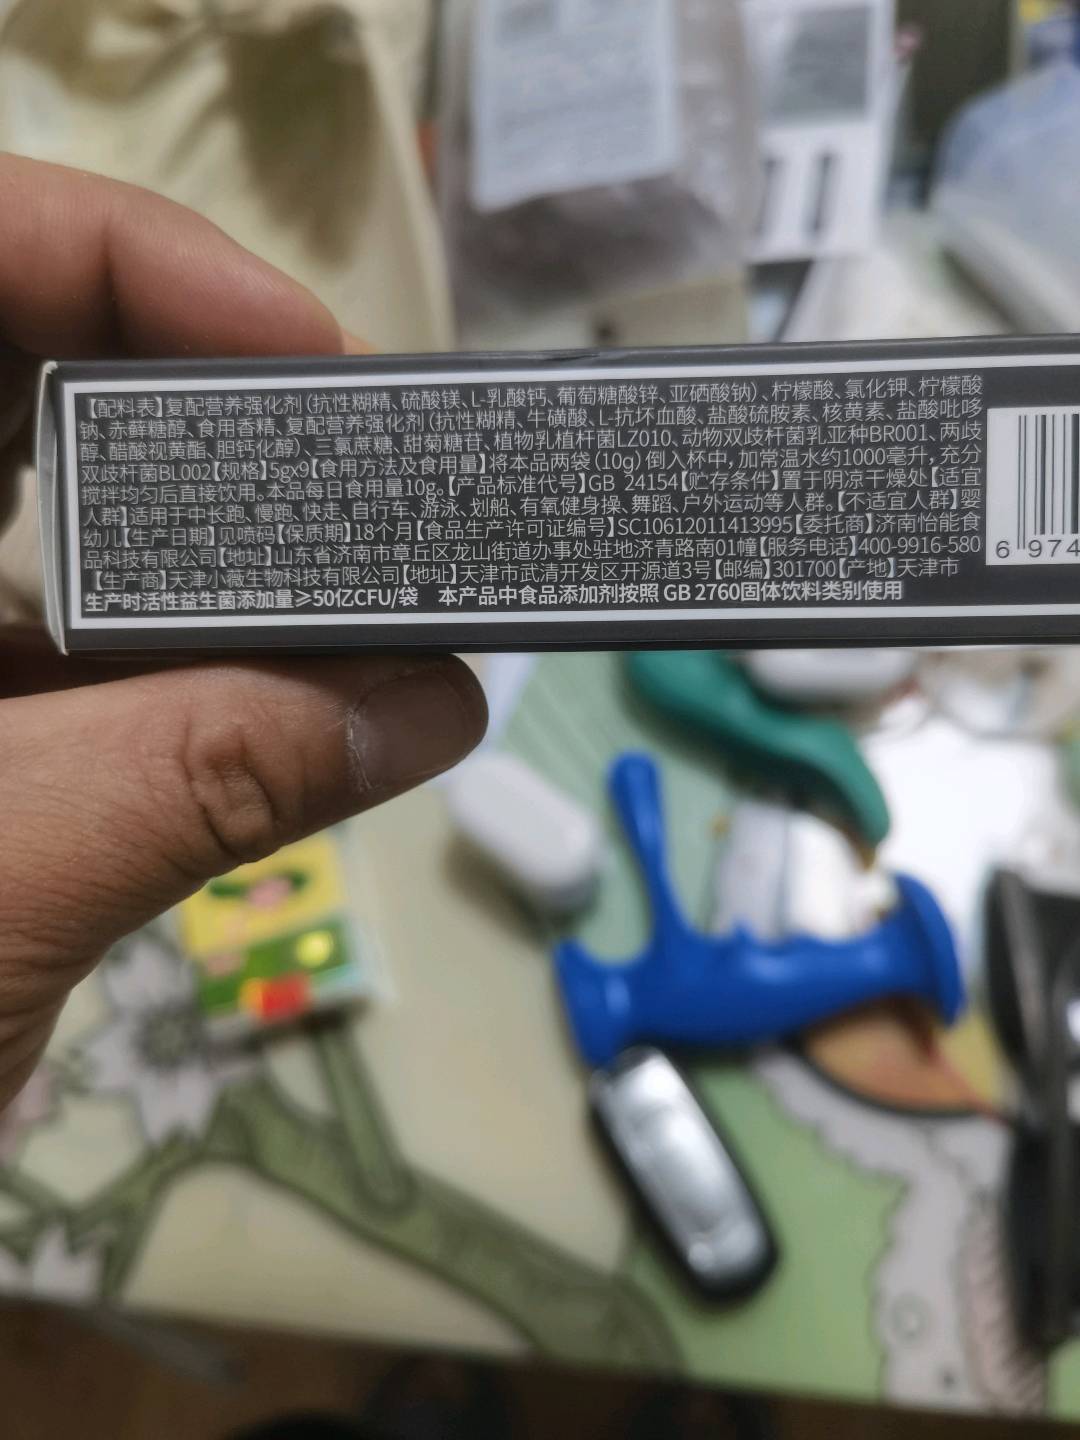 【配料表】复配营养强化剂（抗性糊精、硫酸镁、L-乳酸钙、葡萄糖酸锌、亚硒酸钠）、柠檬酸、氯化钾、柠檬酸
钠、赤藓糖醇、食用香精、复配营养强化剂（抗性糊精、牛磺酸、L-抗坏血酸、盐酸硫胺素、核黄素、盐酸吡哆
醇、醋酸视黄酯、胆钙化醇）、三氯蔗糖、甜菊糖苷、植物乳植杆菌LZ010、动物双歧杆菌乳亚种BR001、两歧
双歧杆菌BL002【规格】5gx9【食用方法及食用量】将本品两袋（10g）倒入杯中，加常温水约1000毫升，充分
搅拌均匀后直接饮用。本品每日食用量10g。【产品标准代号】GB 24154【贮存条件】置于阴凉干燥处【适宜
人群】适用于中长跑、慢跑、快走、自行车、游泳、划船、有氧健身操、舞蹈、户外运动等人群。【不适宜人群】婴
幼儿【生产日期】见喷码【保质期】18个月【食品生产许可证编号】SC10612011413995【委托商】济南怡能食
品科技有限公司【地址】山东省济南市章丘区龙山街道办事处驻地济青路南01幢【服务电话】400-9916-580
【生产商】天津小薇生物科技有限公司【地址】天津市武清开发区开源道3号【邮编】301700【产地】天津市
生产时活性益生菌添加量≥50亿CFU/袋 本产品中食品添加剂按照 GB 2760固体饮料类别使用
6 974